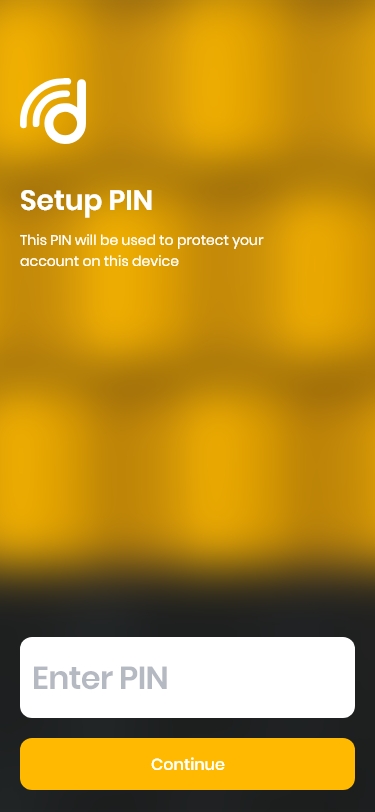 Setup PIN
This PIN will be used to protect your
account on this device
Enter PIN
Continue